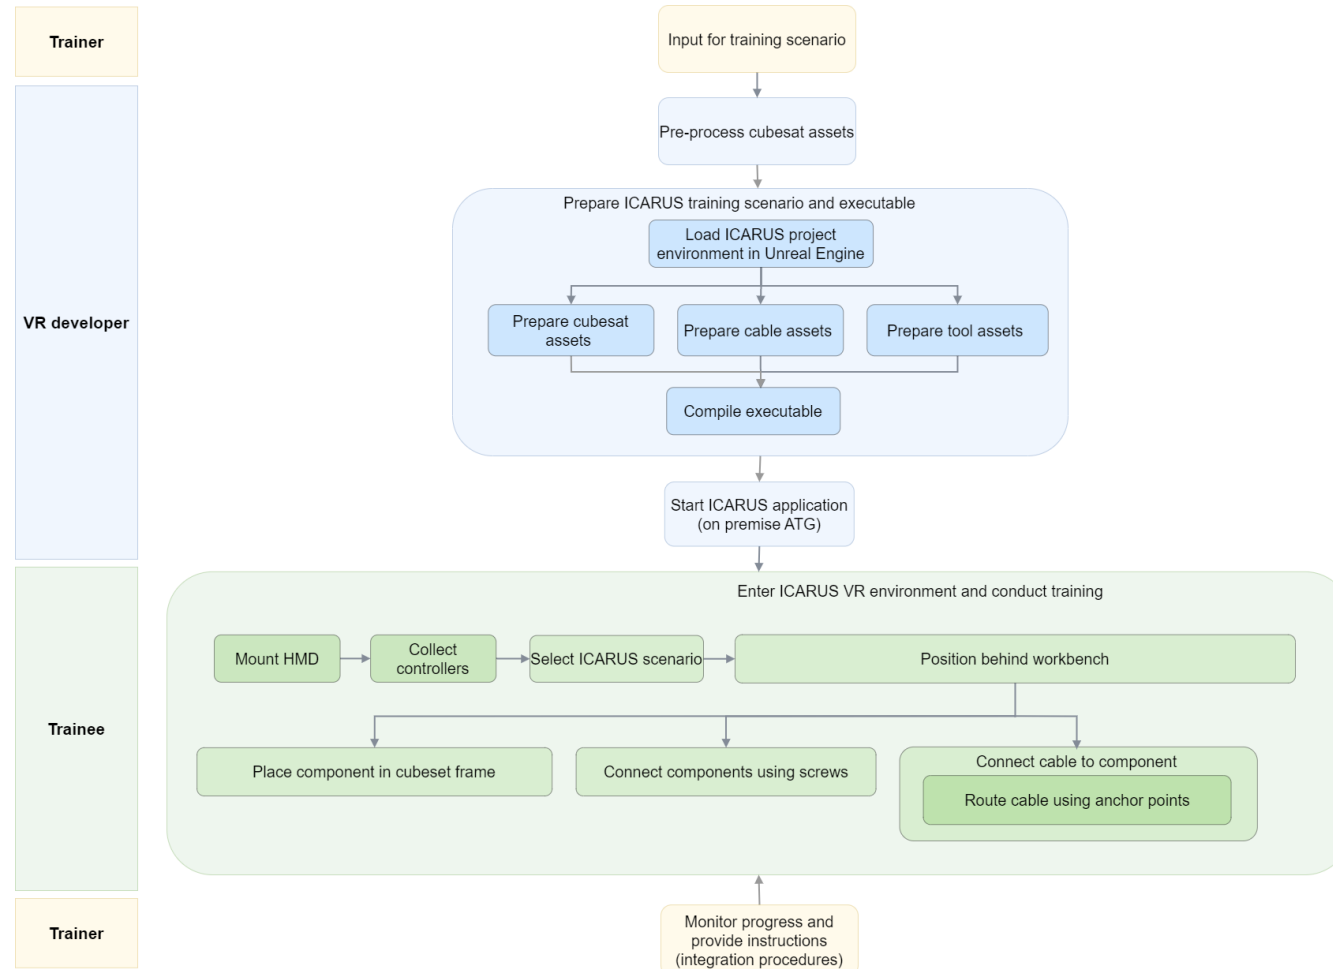 Trainer
Input for training scenario
Pre-process cubesat assets
VR developer
Prepare ICARUS training scenario and executable
Load ICARUS project
environment in Unreal Engine
Prepare cubesat
assets
Prepare cable assets
Prepare tool assets
Compile executable
Start ICARUS application
(on premise ATG)
Trainee
Enter ICARUS VR environment and conduct training
Mount HMD
Collect
controllers
Select ICARUS scenario
Position behind workbench
Place component in cubeset frame
Connect components using screws
Connect cable to component
Route cable using anchor points
Trainer
Monitor progress and
provide instructions
(integration procedures)